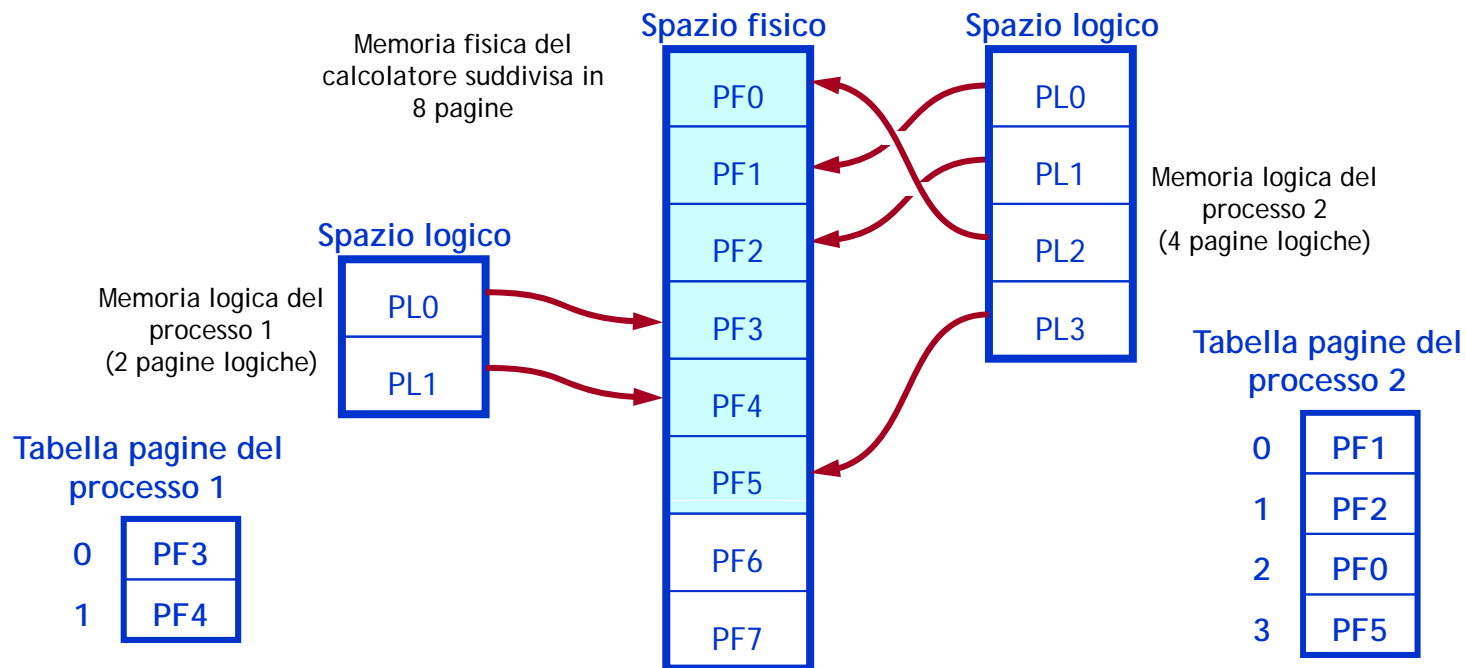 Memoria fisica del
calcolatore suddivisa in
8 pagine
Spazio fisico
PF0
PF1
PF2
PF3
PF4
PF5
PF6
PF7
Spazio logico
PL0
PL1
PL2
PL3
Memoria logica del
processo 2
(4 pagine logiche)
Spazio logico
PL0
PL1
Memoria logica del
processo 1
(2 pagine logiche)
Tabella pagine del
processo 1
0 PF3
1 PF4
Tabella pagine del
processo 2
0 PF1
1 PF2
2 PF0
3 PF5